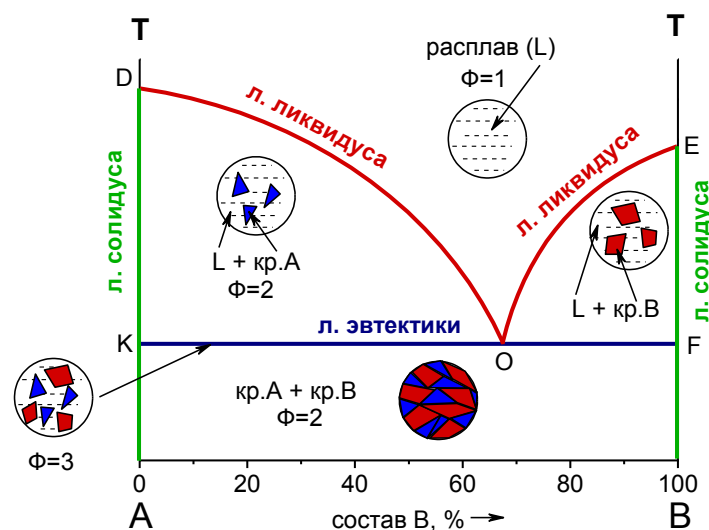 T
T
расплав (L)
Φ=1
D
л. ликвидуса
л. ликвидуса
E
л. солидуса
л. солидуса
L + кр.A
Φ=2
L + кр.B
л. эвтектики
K
O
F
кр.A + кр.B
Φ=2
Φ=3
0
20
40
60
80
100
A
состав B, %
B